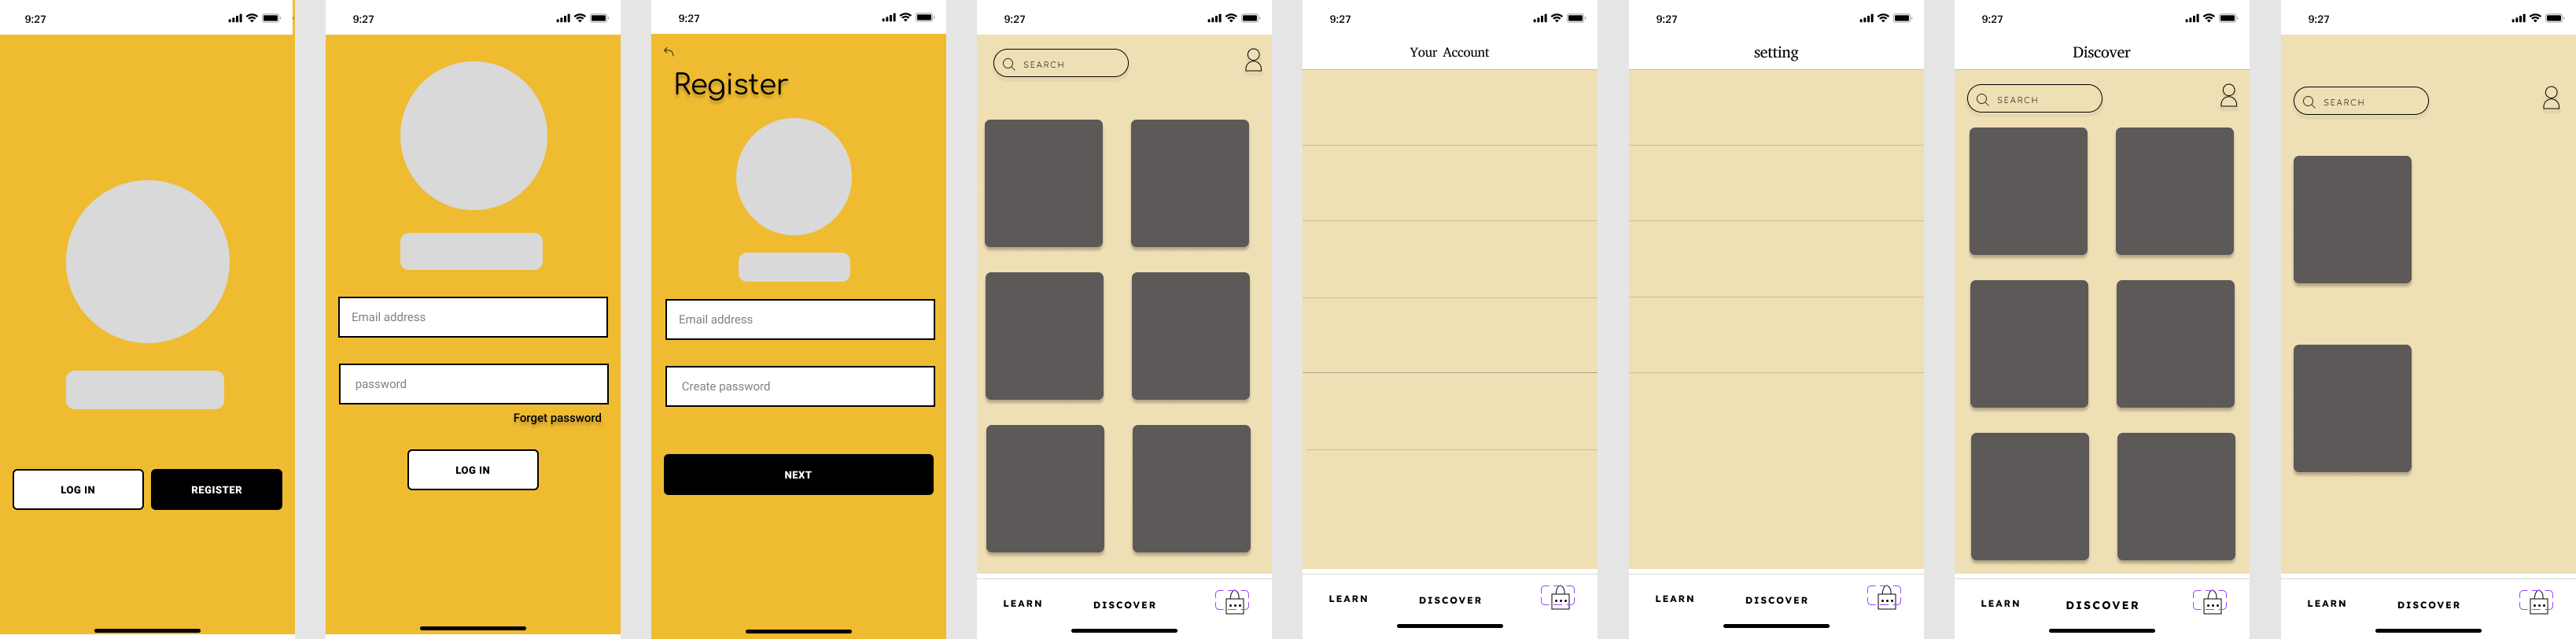 9:27
LOG IN
REGISTER
9:27
Email address
password
Forget password
LOG IN
9:27
Register
Email address
Create password
NEXT
9:27
SEARCH
LEARN
DISCOVER
9:27
Your Account
LEARN
DISCOVER
9:27
setting
LEARN
DISCOVER
9:27
Discover
SEARCH
LEARN
DISCOVER
9:27
SEARCH
LEARN
DISCOVER